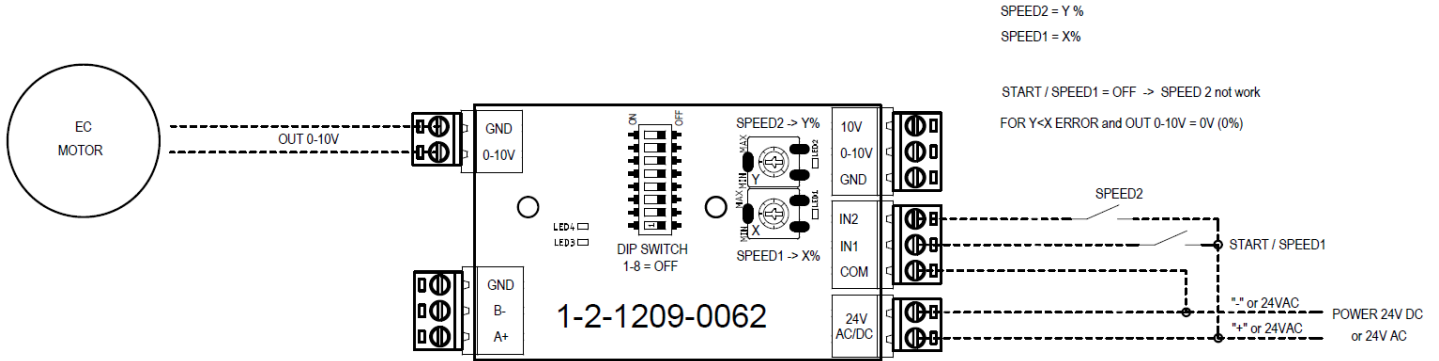 SPEED2 = Y %
SPEED1 = X%
START / SPEED1 = OFF -> SPEED 2 not work
FOR Y<X ERROR and OUT 0-10V = 0V (0%)
EC
MOTOR
OUT 0-10V
GND
0-10V
ON
OFF
1
DIP SWITCH
1-8 = OFF
LED4
LED3
SPEED2 -> Y%
MAX
MIN
Y
LED2
MAX
MIN
X
LED1
SPEED1 -> X%
10V
0-10V
GND
IN2
IN1
COM
24V
AC/DC
GND
B-
A+
1-2-1209-0062
SPEED2
START / SPEED1
"-" or 24VAC
"+" or 24VAC
POWER 24V DC
or 24V AC